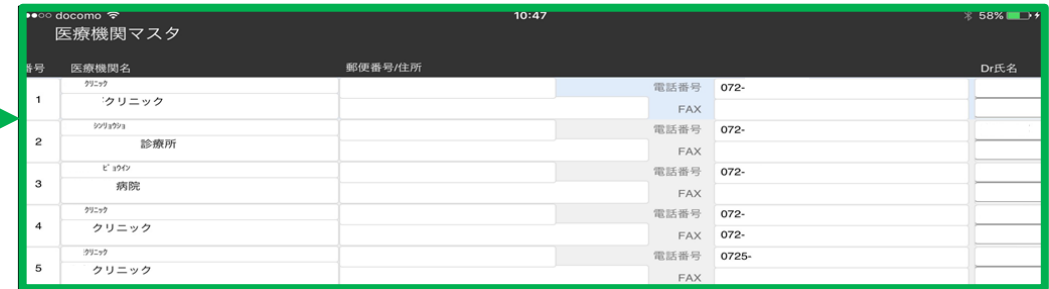 docomo 10:47 58%
医療機関マスタ
番号 医療機関名 郵便番号/住所 Dr氏名
クリニック
1 クリニック 電話番号 072-
FAX
シンリョウショ
2 診療所 電話番号 072-
FAX
ビョウイン
3 病院 電話番号 072-
FAX
クリニック
4 クリニック 電話番号 072-
FAX 072-
クリニック
5 クリニック 電話番号 0725-
FAX